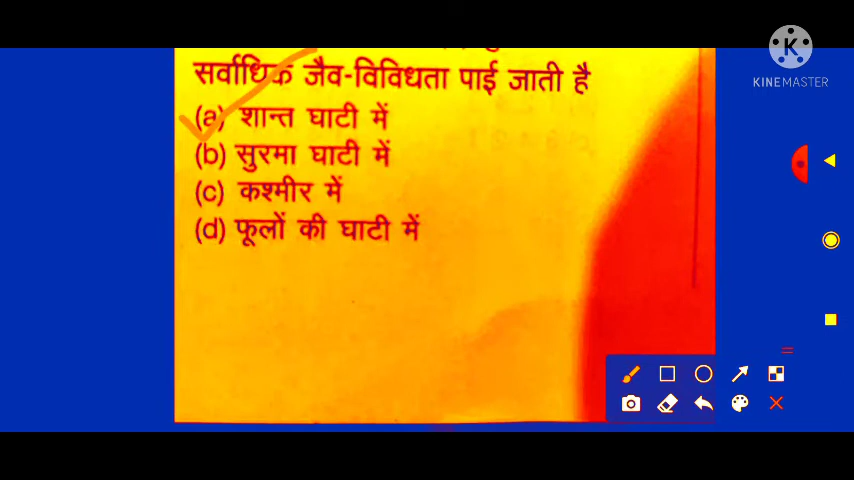 सर्वाधिक जैव-विविधता पाई जाती है
(a) शान्त घाटी में
(b) सुरमा घाटी में
(c) कश्मीर में
(d) फूलों की घाटी में
K
KINEMASTER